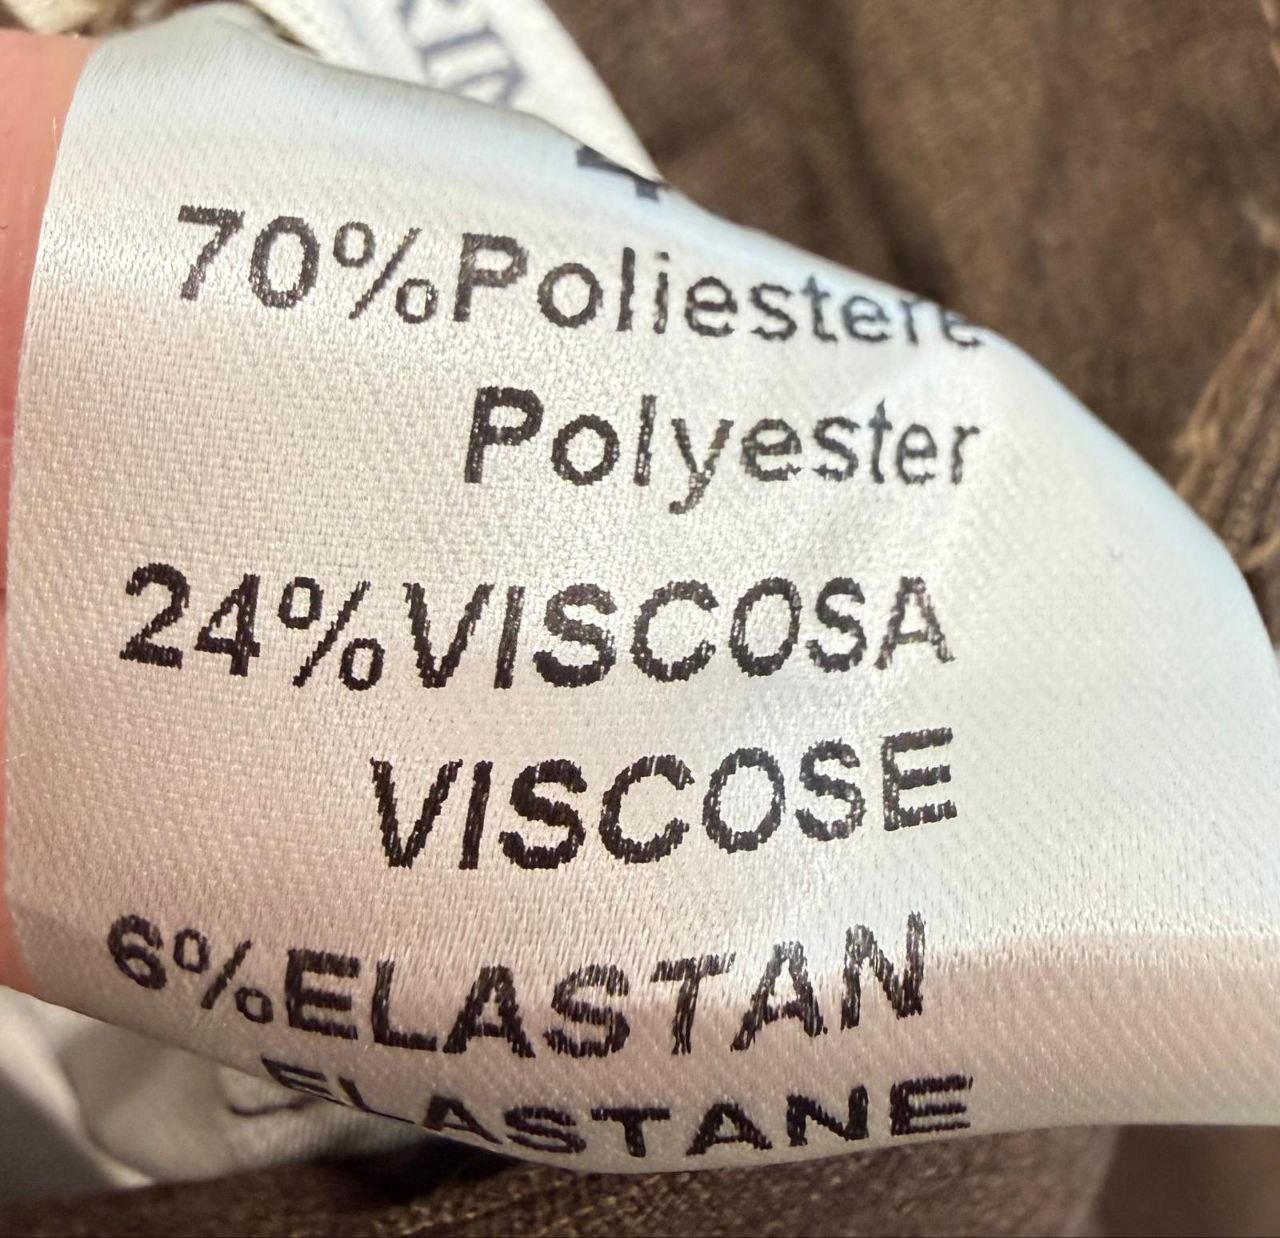 70%Poliestere
Polyester
24%VISCOSA
VISCOSE
6%ELASTAN
ELASTANE